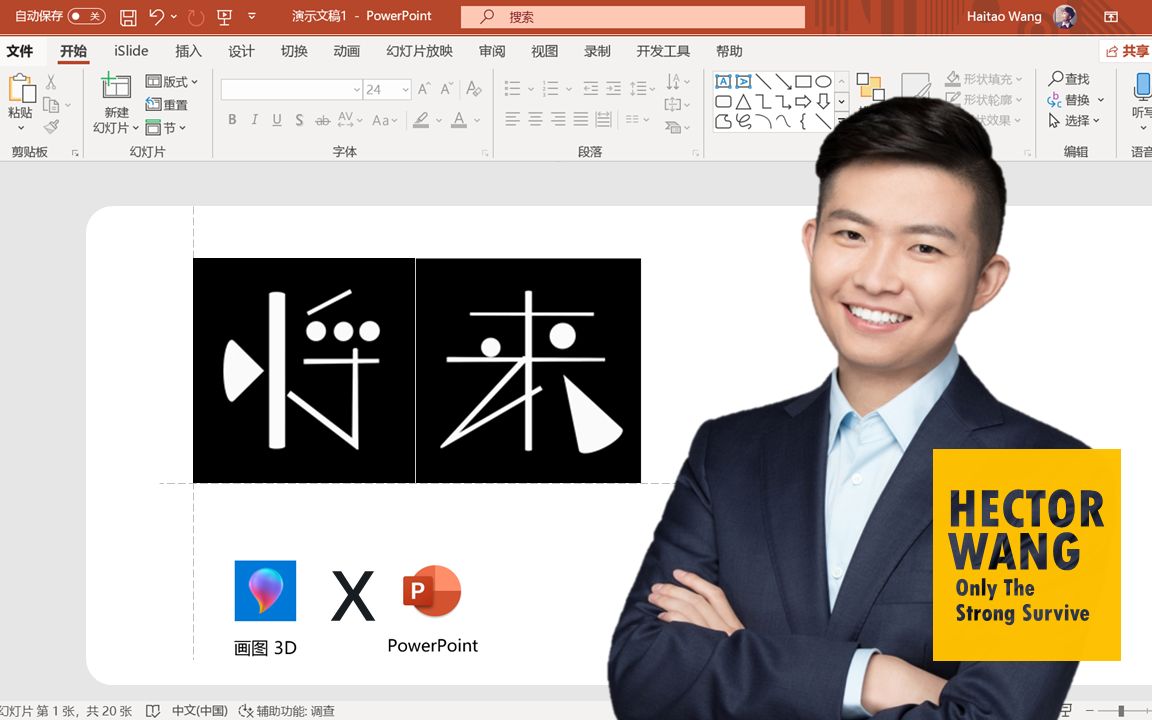 自动保存 关 演示文稿1 - PowerPoint 搜索 Haitao Wang
文件 开始 iSlide 插入 设计 切换 动画 幻灯片放映 审阅 视图 录制 开发工具 帮助 共享
粘贴 新建 幻灯片 版式 重置 节 24 B I U S ab AV Aa A 形状填充 形状轮廓 查找 替换 选择
剪贴板 幻灯片 字体 段落 编辑
将来
X
画图 3D PowerPoint
HECTOR
WANG
Only The
Strong Survive
幻灯片 第 1 张，共 20 张 中文(中国) 辅助功能: 调查